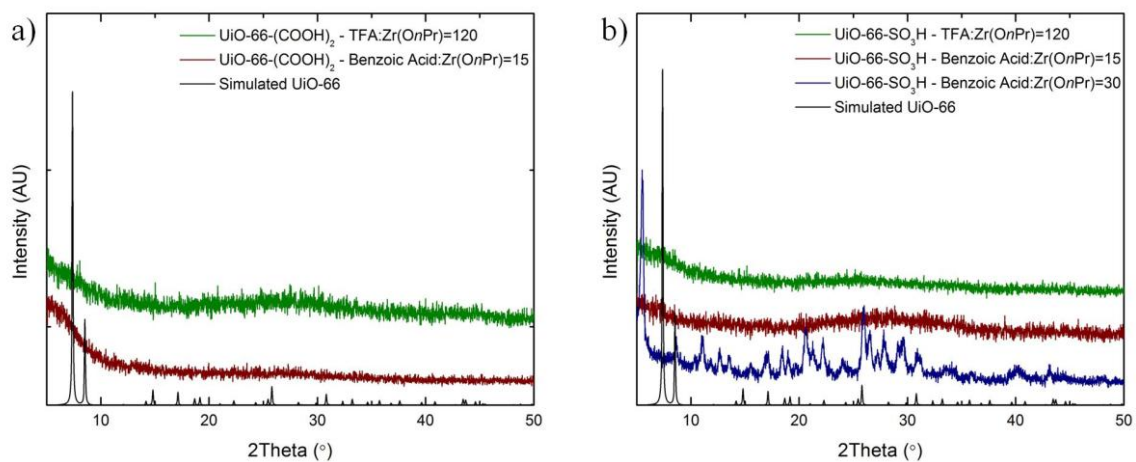 a)
UiO-66-(COOH)₂ - TFA:Zr(OnPr)=120
UiO-66-(COOH)₂ - Benzoic Acid:Zr(OnPr)=15
Simulated UiO-66
Intensity (AU)
10 20 30 40 50
2Theta (°)
b)
UiO-66-SO₃H - TFA:Zr(OnPr)=120
UiO-66-SO₃H - Benzoic Acid:Zr(OnPr)=15
UiO-66-SO₃H - Benzoic Acid:Zr(OnPr)=30
Simulated UiO-66
Intensity (AU)
10 20 30 40 50
2Theta (°)